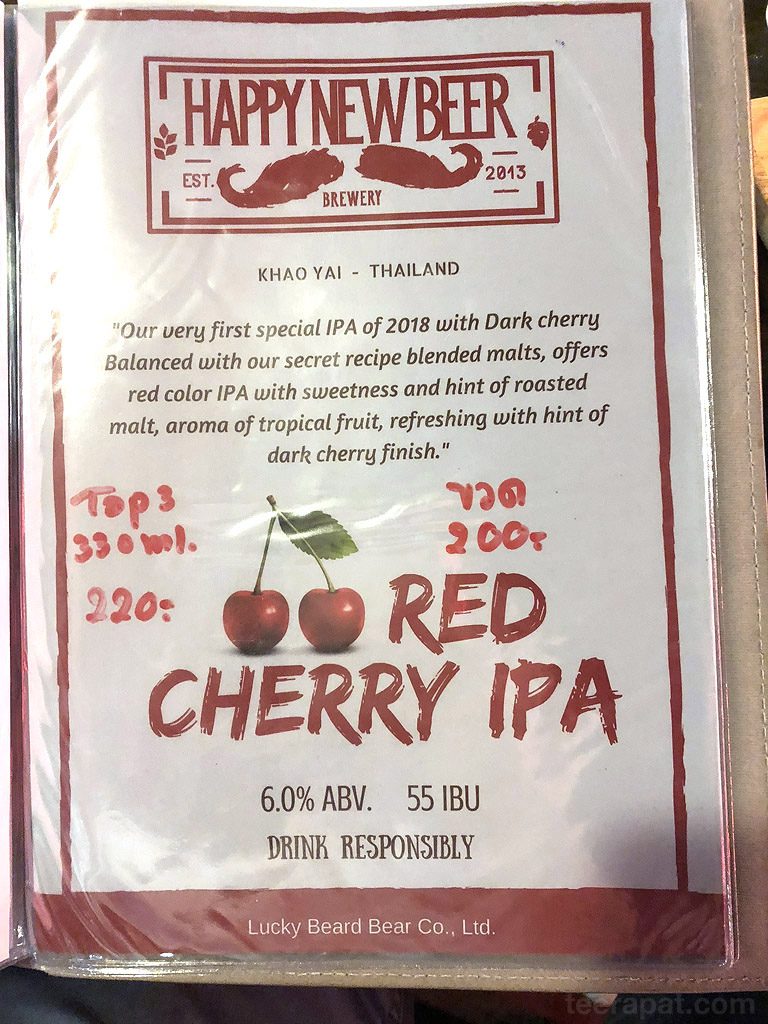 HAPPY NEW BEER
EST.
BREWERY
2013
KHAO YAI - THAILAND
"Our very first special IPA of 2018 with Dark cherry
Balanced with our secret recipe blended malts, offers
red color IPA with sweetness and hint of roasted
malt, aroma of tropical fruit, refreshing with hint of
dark cherry finish."
Tap 3
330 ml.
220.-
ขวด
200.-
RED
CHERRY IPA
6.0% ABV. 55 IBU
DRINK RESPONSIBLY
Lucky Beard Bear Co., Ltd.
teerapat.com